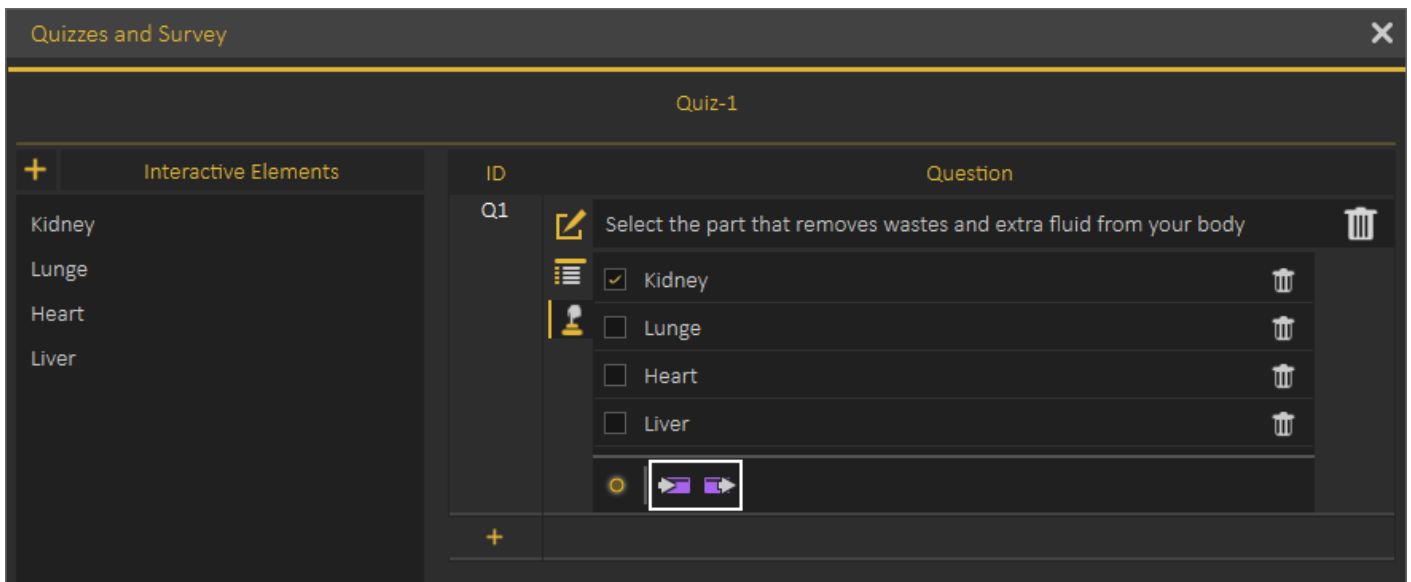 Quizzes and Survey
Quiz-1
Interactive Elements
Kidney
Lunge
Heart
Liver
ID
Question
Q1
Select the part that removes wastes and extra fluid from your body
Kidney
Lunge
Heart
Liver